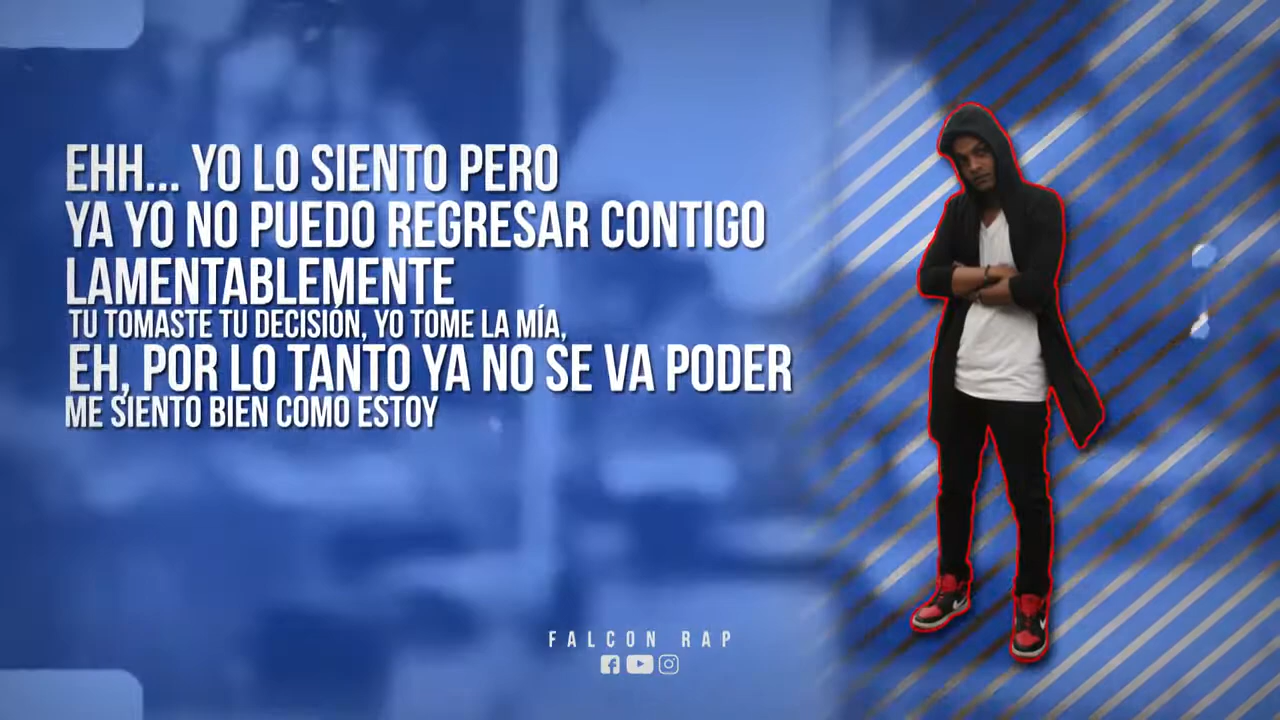 EHH... YO LO SIENTO PERO
YA YO NO PUEDO REGRESAR CONTIGO
LAMENTABLEMENTE
TU TOMASTE TU DECISIÓN, YO TOME LA MÍA,
EH, POR LO TANTO YA NO SE VA PODER
ME SIENTO BIEN COMO ESTOY
FALCON RAP